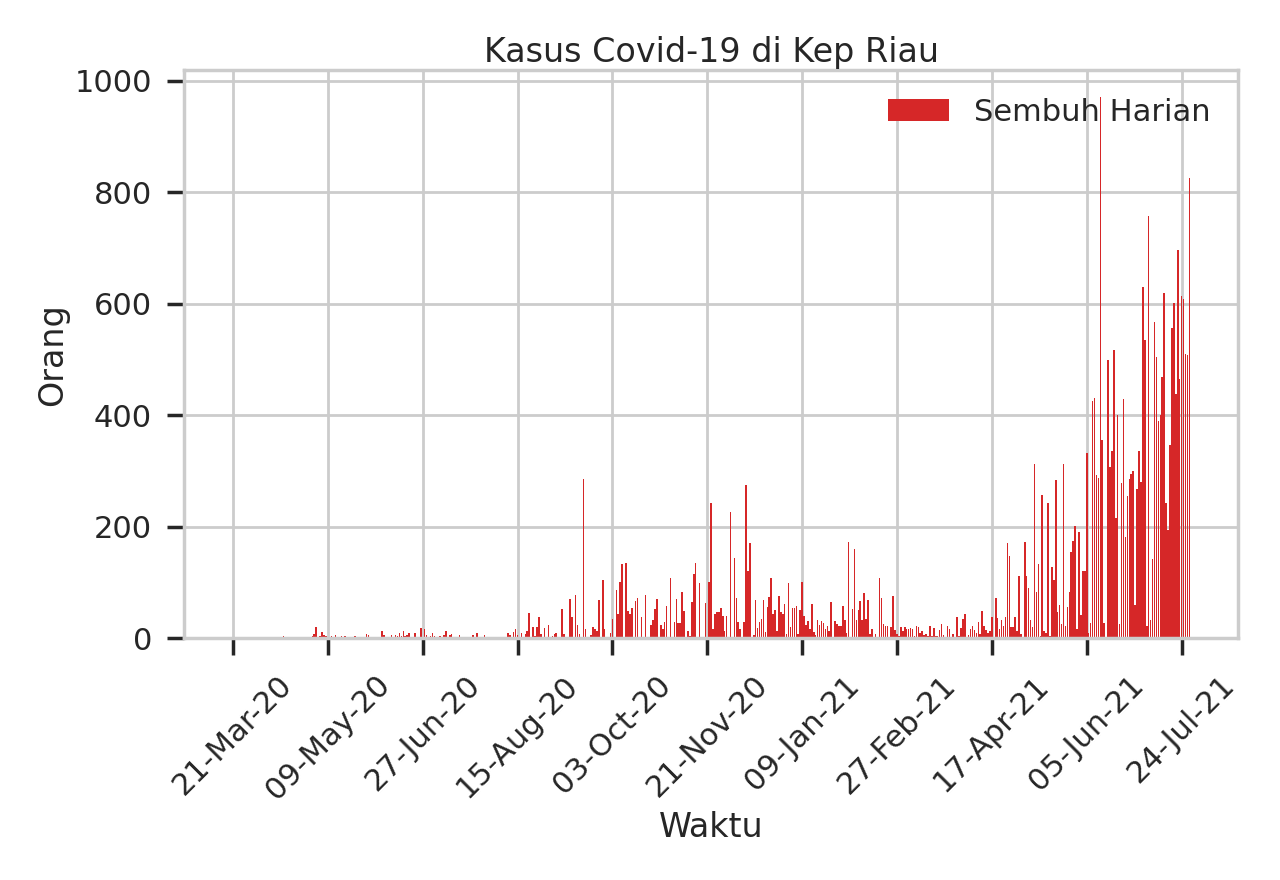 Kasus Covid-19 di Kep Riau
Sembuh Harian
Orang
1000
800
600
400
200
0
21-Mar-20
09-May-20
27-Jun-20
15-Aug-20
03-Oct-20
21-Nov-20
09-Jan-21
27-Feb-21
17-Apr-21
05-Jun-21
24-Jul-21
Waktu